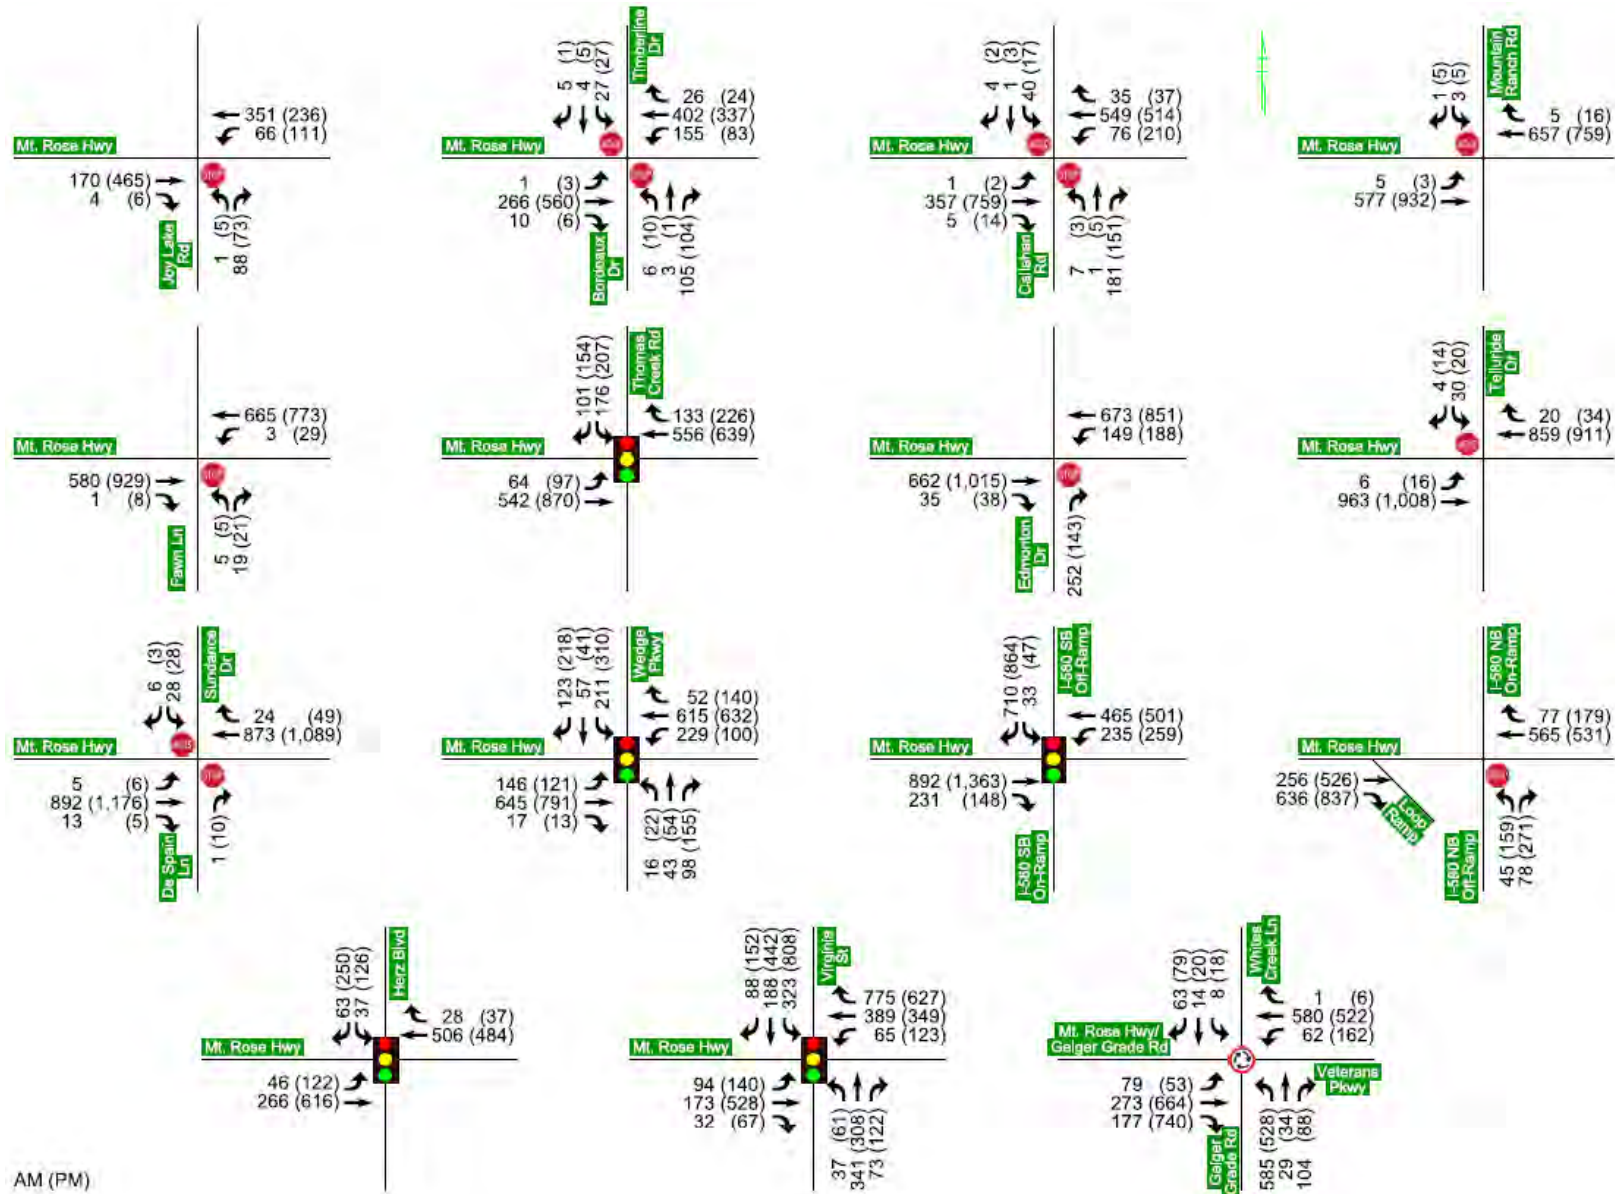 351 (236)
66 (111)
Mt. Rose Hwy
170 (465)
4 (6)
Joy Lake
Rd
1 (5)
88 (73)
5 (1)
4 (5)
27 (27)
Timberline
Dr
26 (24)
402 (337)
155 (83)
Mt. Rose Hwy
STOP
1 (3)
266 (560)
10 (6)
Bordeaux
Dr
6 (10)
3 (1)
105 (104)
4 (2)
1 (3)
40 (17)
35 (37)
549 (514)
76 (210)
Mt. Rose Hwy
STOP
1 (2)
357 (759)
5 (14)
Callahan
Rd
7 (3)
1 (5)
181 (151)
1 (5)
3 (5)
Mountain
Ranch Rd
5 (16)
657 (759)
Mt. Rose Hwy
5 (3)
577 (932)
665 (773)
3 (29)
Mt. Rose Hwy
STOP
580 (929)
1 (8)
Fawn Ln
5 (5)
19 (21)
101 (154)
176 (207)
Thomas
Creek Rd
133 (226)
556 (639)
Mt. Rose Hwy
64 (97)
542 (870)
673 (851)
149 (188)
Mt. Rose Hwy
STOP
662 (1,015)
35 (38)
Edmonton
Dr
252 (143)
4 (14)
30 (20)
Telluride
Dr
20 (34)
859 (911)
Mt. Rose Hwy
6 (16)
963 (1,008)
6 (3)
28 (28)
Sundance
Dr
24 (49)
873 (1,089)
Mt. Rose Hwy
STOP
5 (6)
892 (1,176)
13 (5)
De Spain
Ln
1 (10)
123 (218)
57 (41)
211 (310)
Wedge
Pkwy
52 (140)
615 (632)
229 (100)
Mt. Rose Hwy
146 (121)
645 (791)
17 (13)
16 (22)
43 (54)
98 (155)
710 (864)
33 (47)
I-580 SB
Off-Ramp
465 (501)
235 (259)
Mt. Rose Hwy
892 (1,363)
231 (148)
I-580 SB
On-Ramp
I-580 NB
On-Ramp
77 (179)
565 (531)
Mt. Rose Hwy
256 (526)
636 (837)
Loop
Ramp
I-580 NB
Off-Ramp
45 (159)
78 (271)
63 (250)
37 (126)
Herz Blvd
28 (37)
506 (484)
Mt. Rose Hwy
46 (122)
266 (616)
88 (152)
188 (442)
323 (808)
Virginia
St
775 (627)
389 (349)
65 (123)
Mt. Rose Hwy
94 (140)
173 (528)
32 (67)
37 (61)
341 (308)
73 (122)
63 (79)
14 (20)
8 (18)
Whites
Creek Ln
1 (6)
580 (522)
62 (162)
Mt. Rose Hwy/
Geiger Grade Rd
Veterans
Pkwy
79 (53)
273 (664)
177 (740)
Geiger
Grade Rd
585 (528)
29 (34)
104 (88)
AM (PM)